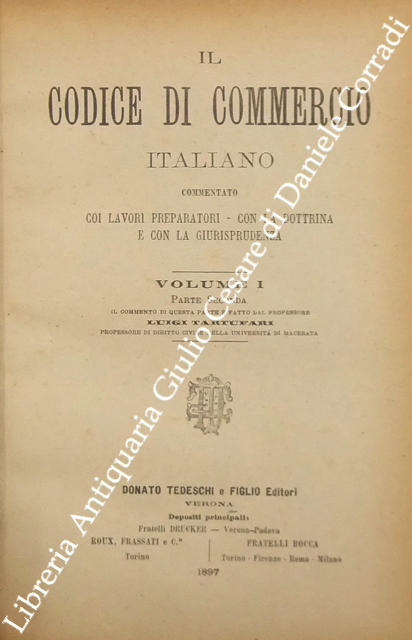 IL
CODICE DI COMMERCIO
ITALIANO
COMMENTATO
COI LAVORI PREPARATORI - CON LA DOTTRINA
E CON LA GIURISPRUDENZA
VOLUME I
PARTE SECONDA
IL COMMENTO DI QUESTA PARTE È FATTO DAL PROFESSORE
LUIGI TARTUFARI
PROFESSORE DI DIRITTO CIVILE NELLA UNIVERSITÀ DI MACERATA
DONATO TEDESCHI e FIGLIO Editori
VERONA
Depositi principali:
Fratelli DRUCKER — Verona-Padova
ROUX, FRASSATI e C.º
Torino
FRATELLI BOCCA
Torino - Firenze - Roma - Milano
1897
Libreria Antiquaria Giulio Cesare di Daniele Corradi